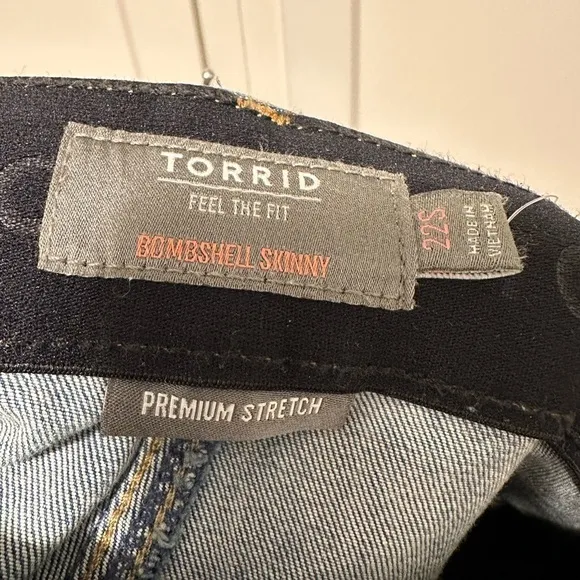 TORRID
FEEL THE FIT
BOMBSHELL SKINNY
22S
MADE IN
VIETNAM
PREMIUM STRETCH